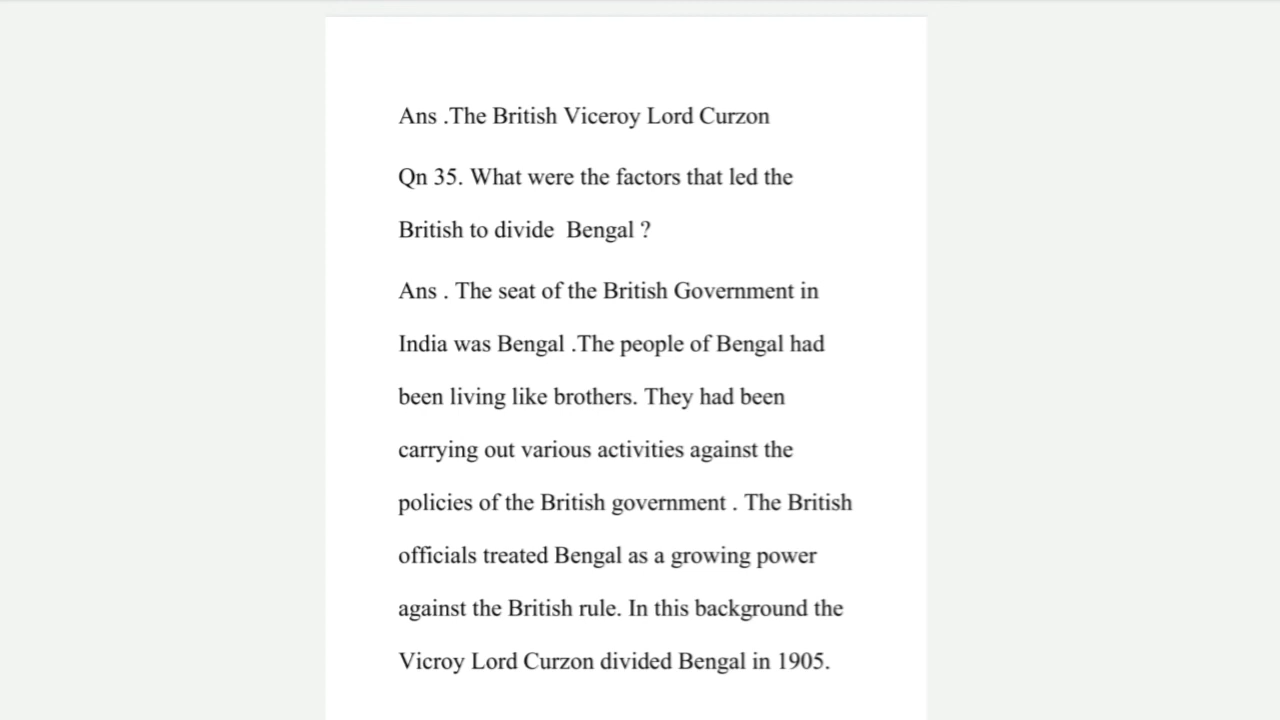 Ans .The British Viceroy Lord Curzon
Qn 35. What were the factors that led the
British to divide  Bengal ?
Ans . The seat of the British Government in
India was Bengal .The people of Bengal had
been living like brothers. They had been
carrying out various activities against the
policies of the British government . The British
officials treated Bengal as a growing power
against the British rule. In this background the
Vicroy Lord Curzon divided Bengal in 1905.